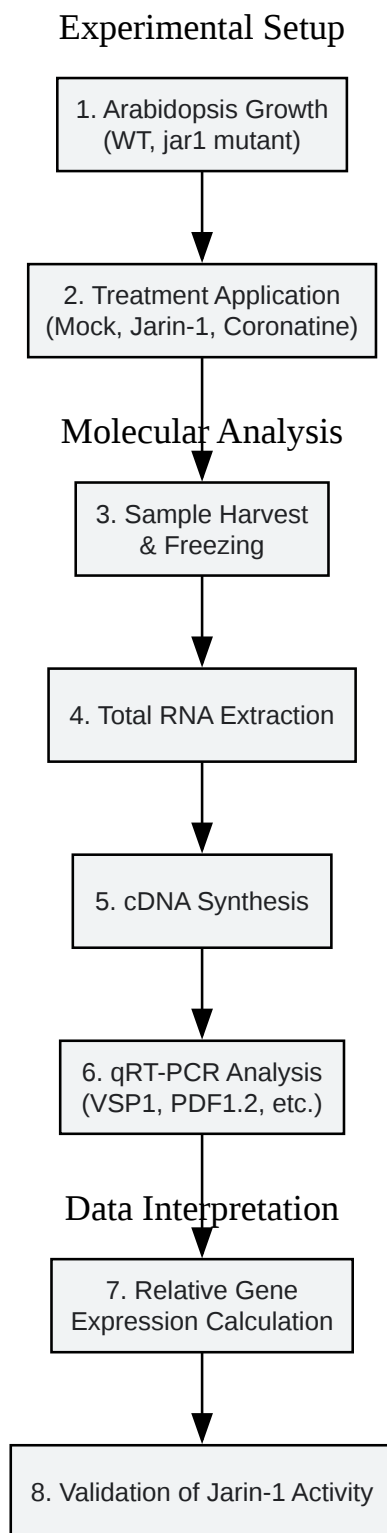 Experimental Setup
1. Arabidopsis Growth
(WT, jar1 mutant)
2. Treatment Application
(Mock, Jarin-1, Coronatine)
Molecular Analysis
3. Sample Harvest
& Freezing
4. Total RNA Extraction
5. cDNA Synthesis
6. qRT-PCR Analysis
(VSP1, PDF1.2, etc.)
Data Interpretation
7. Relative Gene
Expression Calculation
8. Validation of Jarin-1 Activity